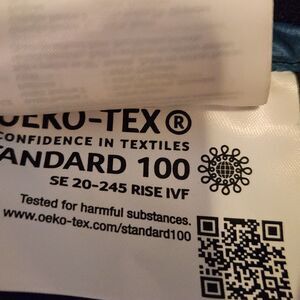 OEKO-TEX®
CONFIDENCE IN TEXTILES
STANDARD 100
SE 20-245 RISE IVF
Tested for harmful substances.
www.oeko-tex.com/standard100